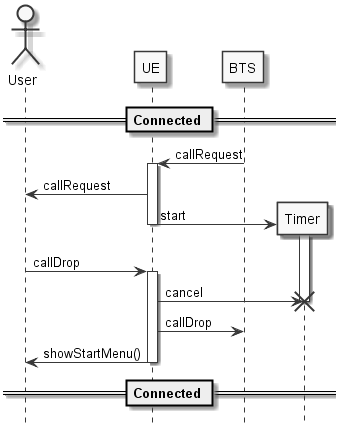 User
UE
BTS
Connected
callRequest
callRequest
start
Timer
callDrop
cancel
callDrop
showStartMenu()
Connected